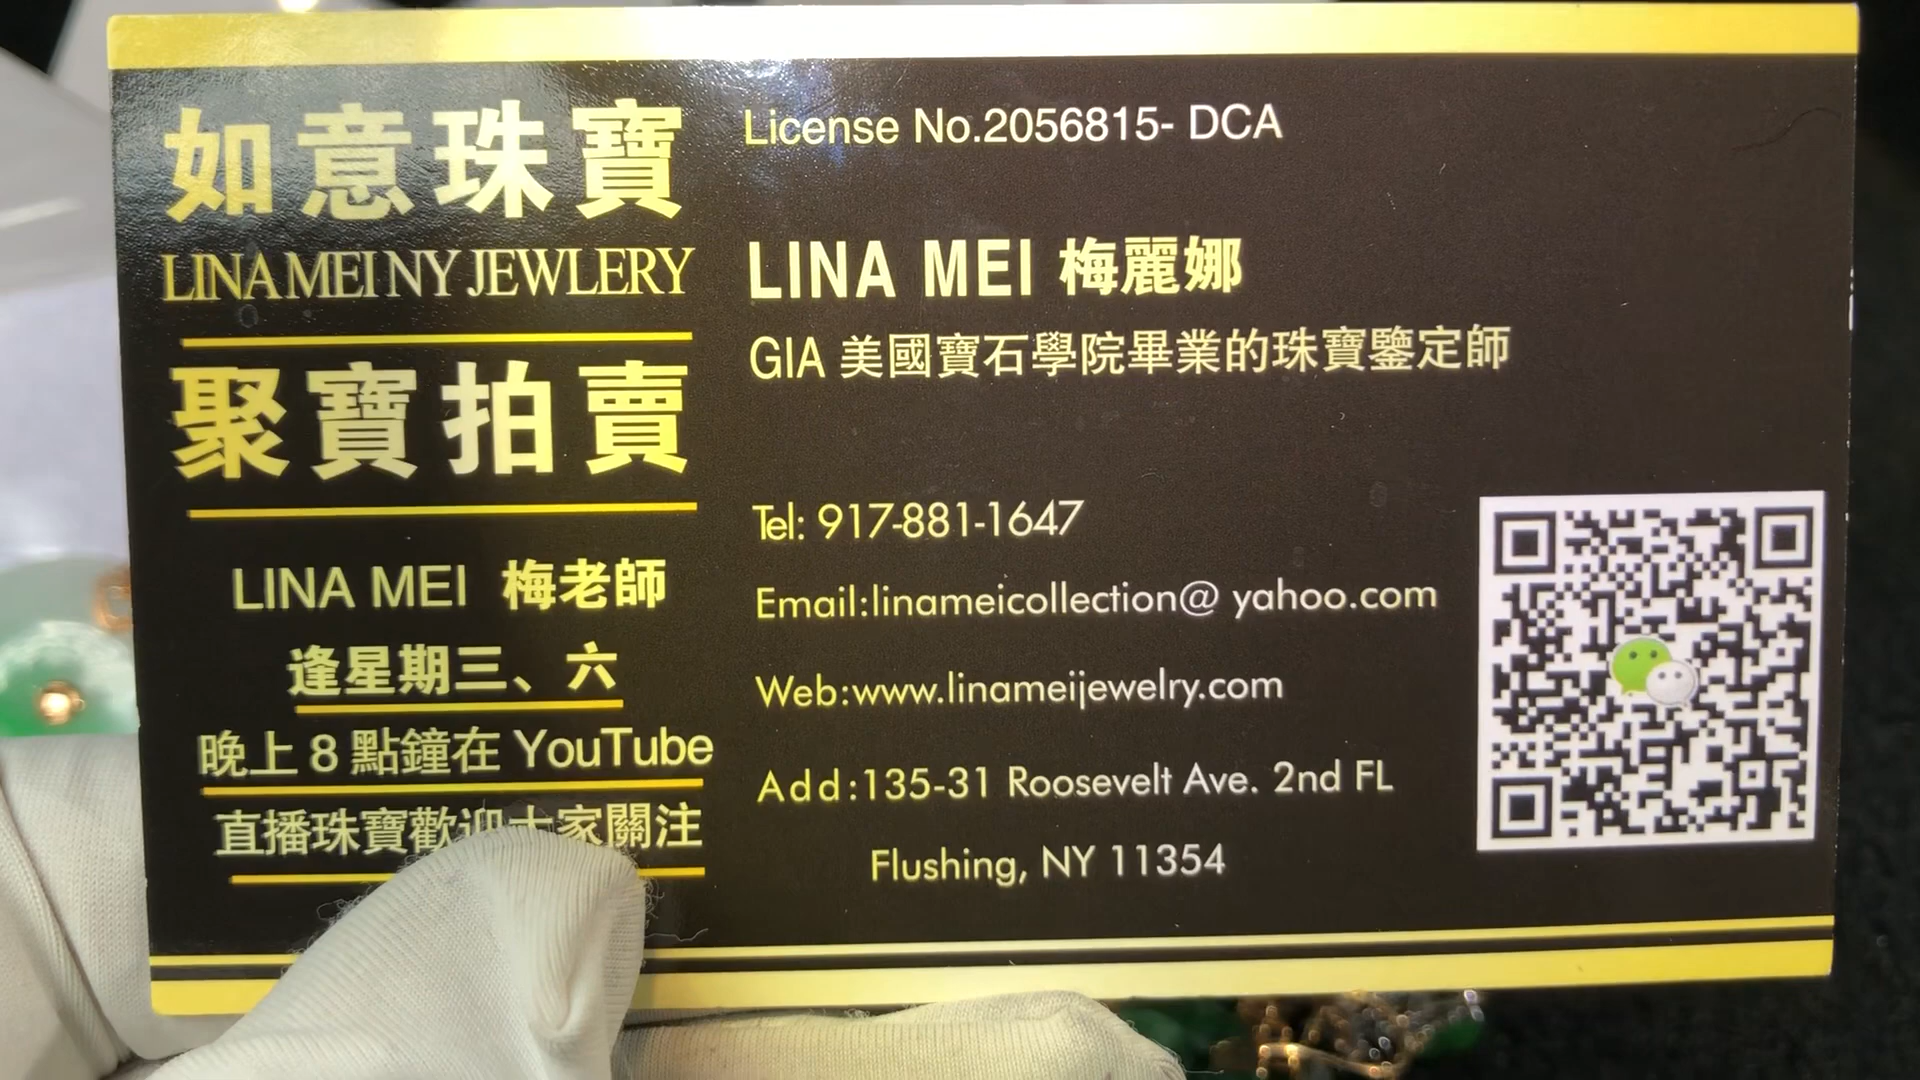 如意珠寶
LINA MEI NY JEWLERY
聚寶拍賣
LINA MEI 梅老師
逢星期三、六
晚上 8 點鐘在 YouTube
直播珠寶歡迎大家關注
License No.2056815- DCA
LINA MEI 梅麗娜
GIA 美國寶石學院畢業的珠寶鑒定師
Tel: 917-881-1647
Email:linameicollection@ yahoo.com
Web:www.linameijewelry.com
Add:135-31 Roosevelt Ave. 2nd FL
Flushing, NY 11354